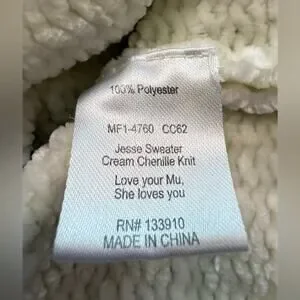 100% Polyester
MF1-4760 CC62
Jesse Sweater
Cream Chenille Knit
Love your Mu,
She loves you
RN# 133910
MADE IN CHINA